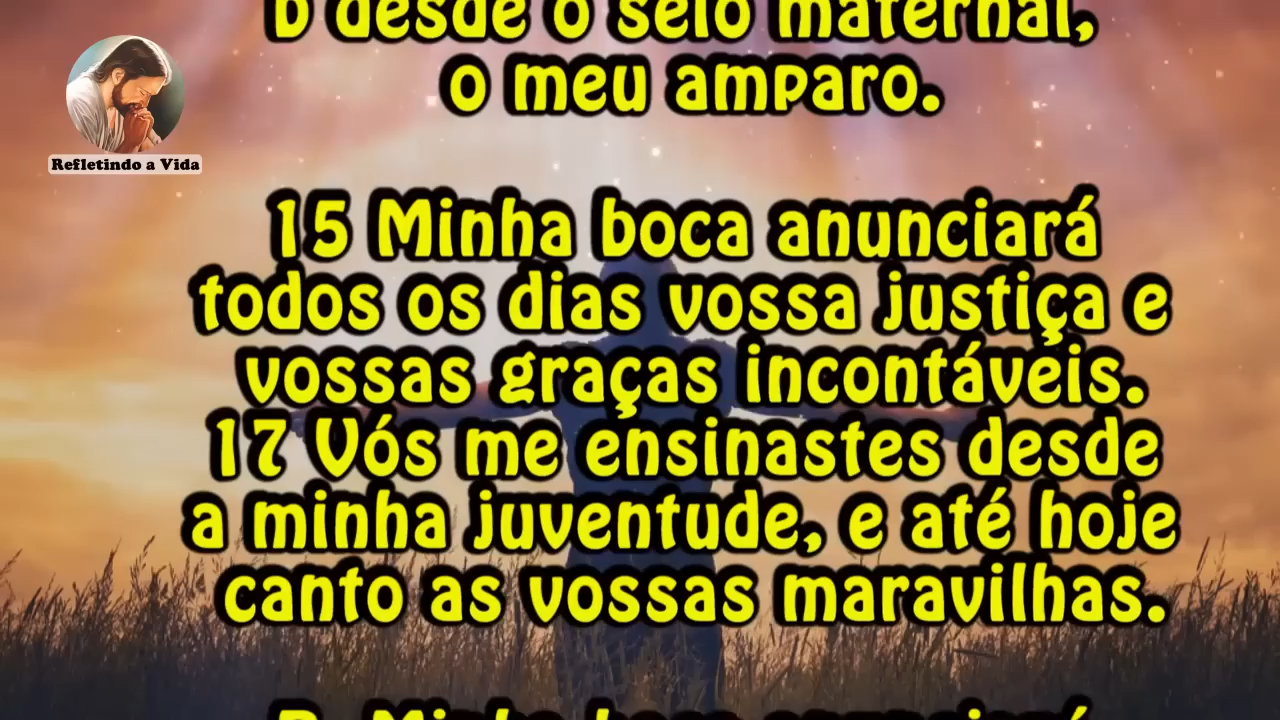 b desde o seio maternal,
o meu amparo.
Refletindo a Vida
15 Minha boca anunciará
todos os dias vossa justiça e
vossas graças incontáveis.
17 Vós me ensinastes desde
a minha juventude, e até hoje
canto as vossas maravilhas.